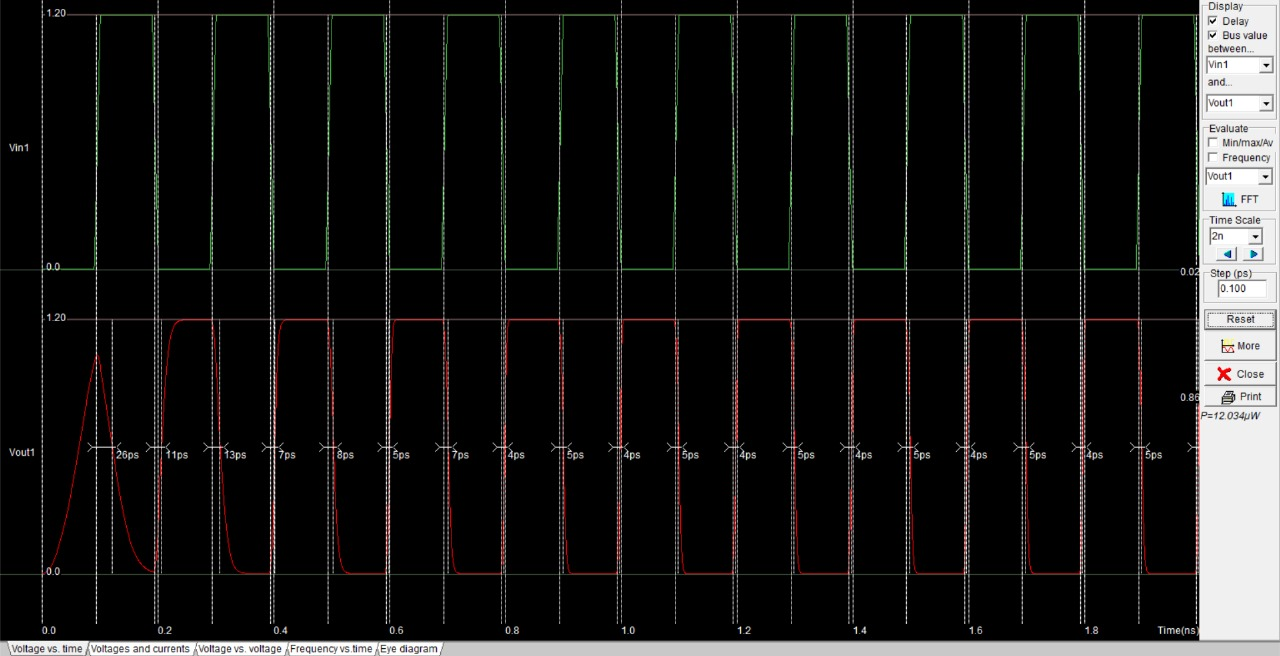 1.20
Vin1
0.0
0.02
1.20
0.86
Vout1
26ps 11ps 13ps 7ps 8ps 5ps 7ps 4ps 5ps 4ps 5ps 4ps 5ps 4ps 5ps 4ps 5ps 4ps 5ps
0.0
0.0 0.2 0.4 0.6 0.8 1.0 1.2 1.4 1.6 1.8 Time(ns)
Voltage vs. time Voltages and currents Voltage vs. voltage Frequency vs.time Eye diagram
Display
Delay
Bus value
between...
Vin1
and...
Vout1
Evaluate
Min/max/Av
Frequency
Vout1
FFT
Time Scale
2n
Step (ps)
0.100
Reset
More
Close
Print
P=12.034µW